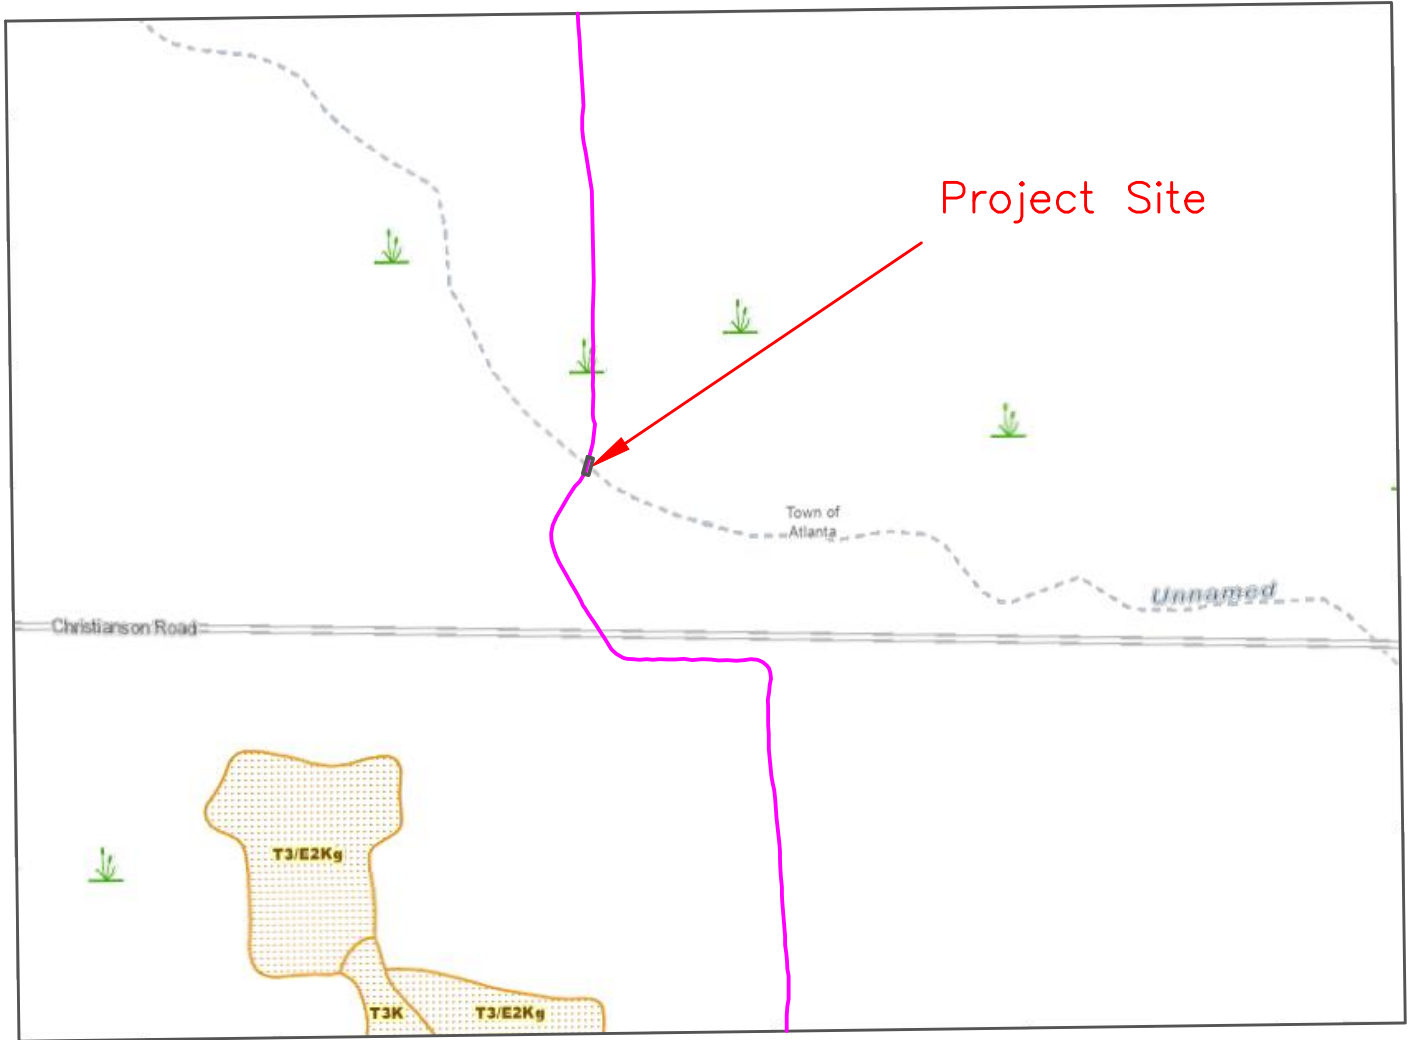 Project Site
Town of
Atlanta
Unnamed
Christianson Road
T3/E2Kg
T3K
T3/E2Kg